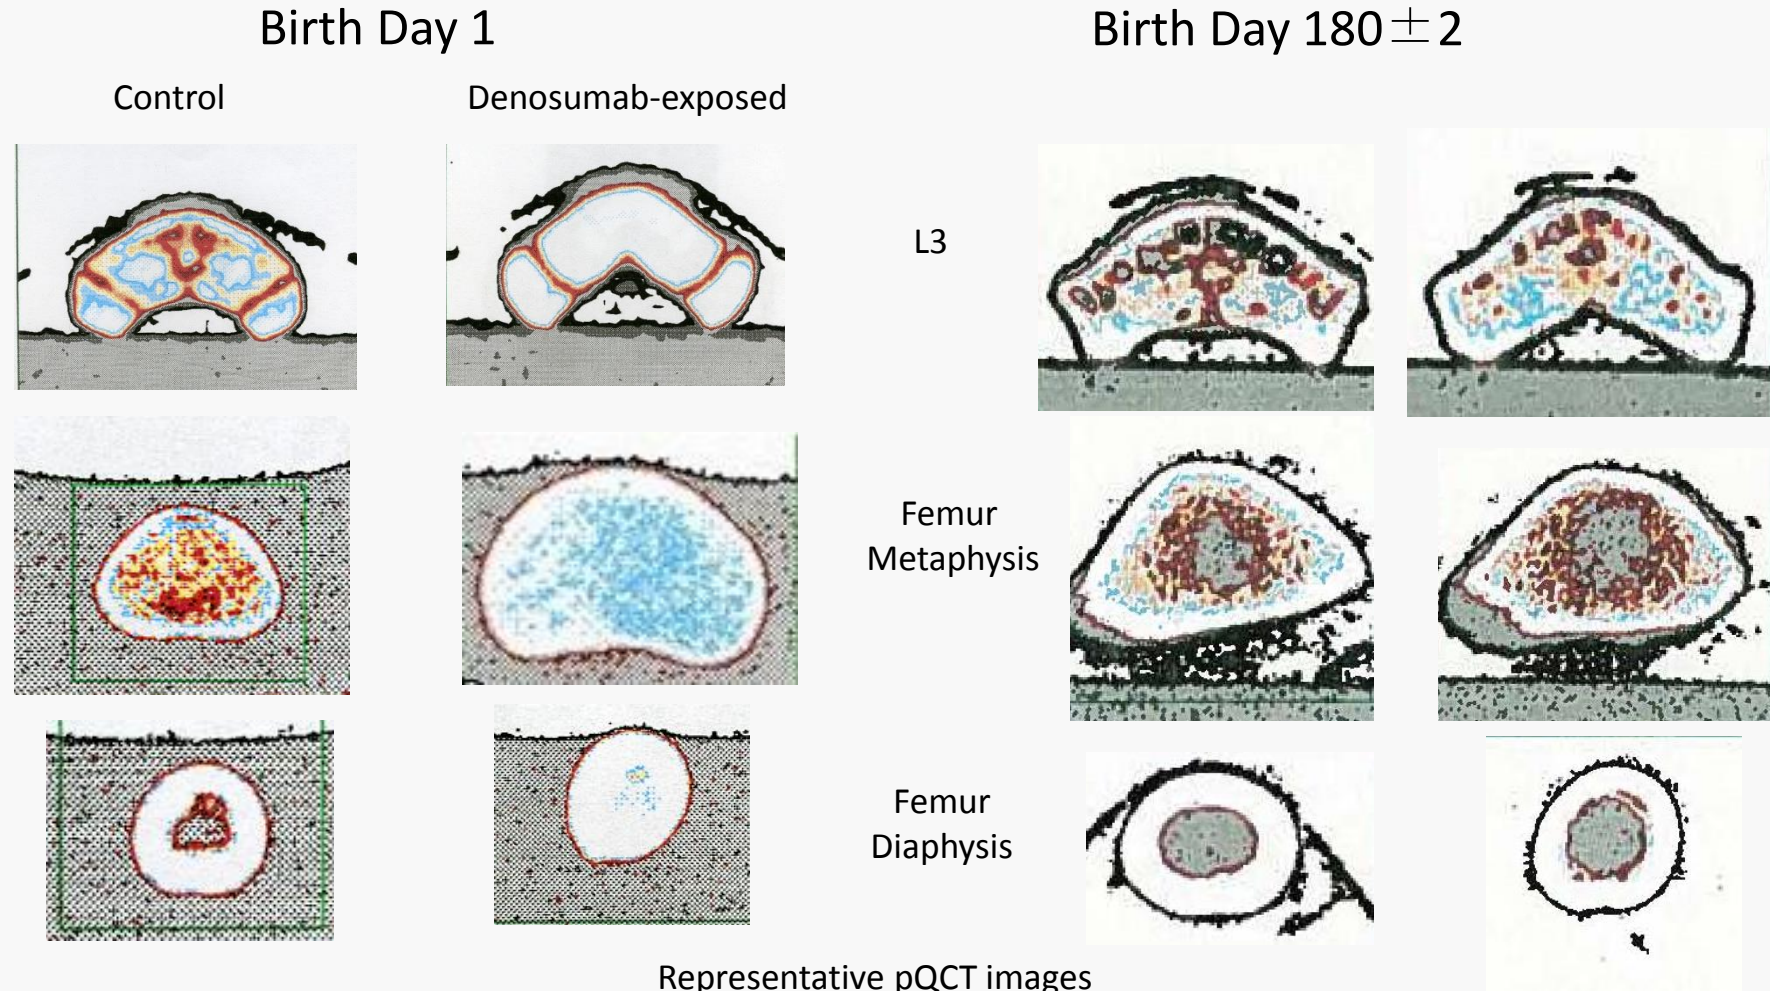 Birth Day 1
Birth Day 180±2
Control
Denosumab-exposed
L3
Femur
Metaphysis
Femur
Diaphysis
Representative pQCT images